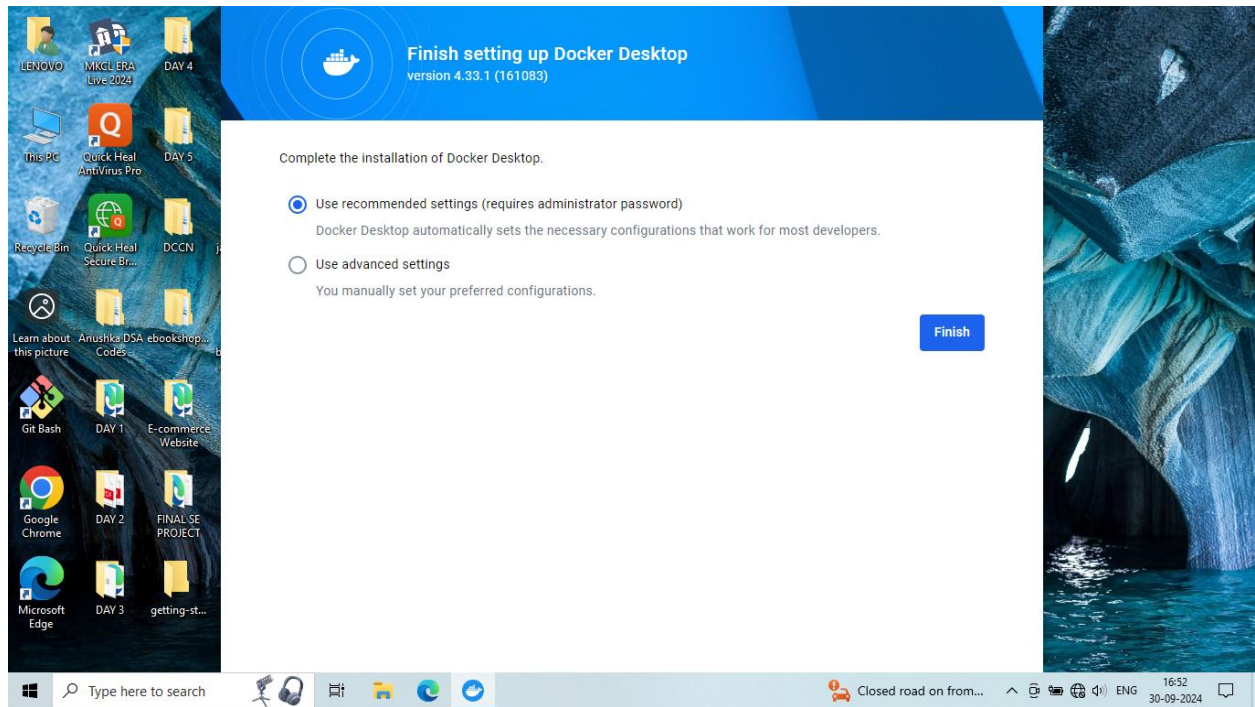 LENOVO
MKCL ERA
Live 2024
DAY 4
This PC
Quick Heal
AntiVirus Pro
DAY 5
Recycle Bin
Quick Heal
Secure Br...
DCCN
Learn about
this picture
Anushka DSA
Codes
ebookshop...
Git Bash
DAY 1
E-commerce
Website
Google
Chrome
DAY 2
FINAL SE
PROJECT
Microsoft
Edge
DAY 3
getting-st...
Finish setting up Docker Desktop
version 4.33.1 (161083)
Complete the installation of Docker Desktop.
Use recommended settings (requires administrator password)
Docker Desktop automatically sets the necessary configurations that work for most developers.
Use advanced settings
You manually set your preferred configurations.
Finish
Type here to search
Closed road on from...
ENG
16:52
30-09-2024